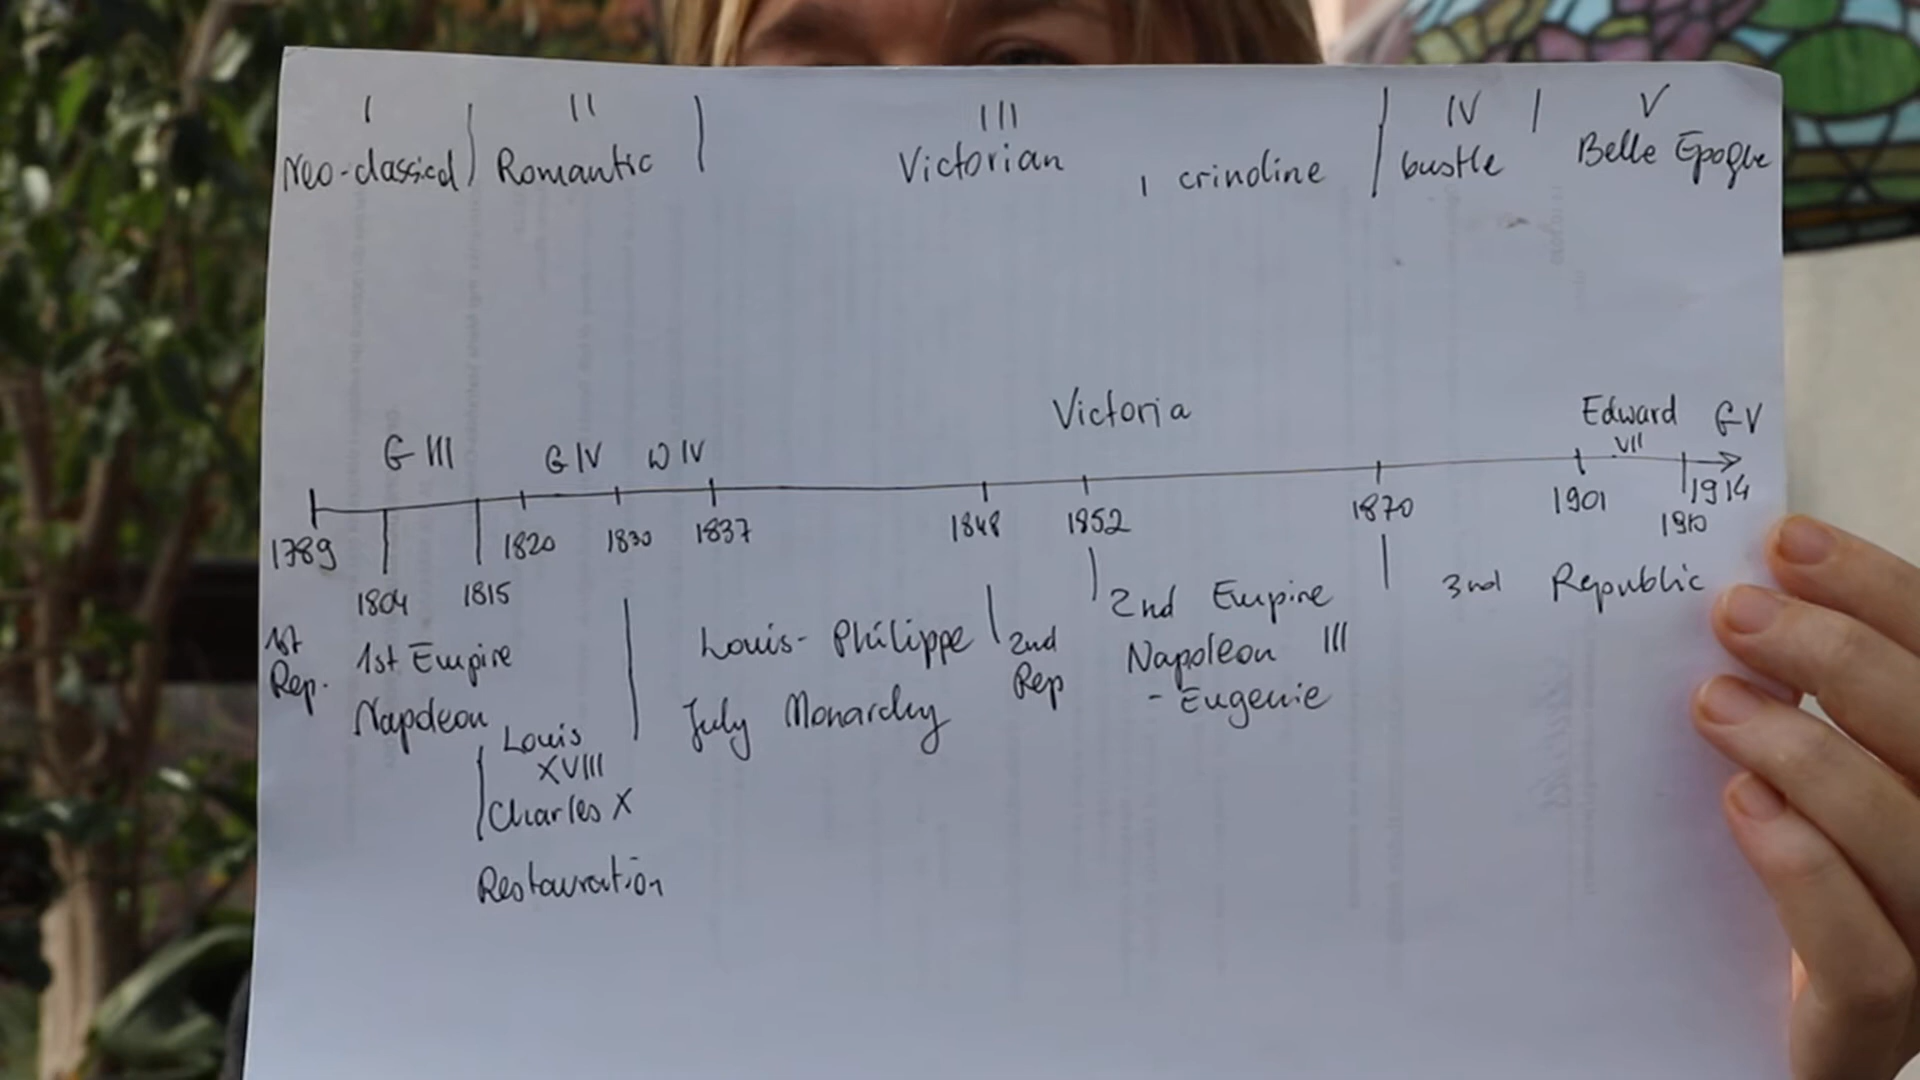 I II III IV V
Neo-classical Romantic Victorian crinoline bustle Belle Epoque
Victoria
G III G IV W IV Edward VII G V
1789 1804 1815 1820 1830 1837 1848 1852 1870 1901 1910 1914
1st Rep.
1st Empire
Napoleon
Louis XVIII
Charles X
Restauration
Louis-Philippe
July Monarchy
2nd Rep
2nd Empire
Napoleon III
- Eugenie
3nd Republic